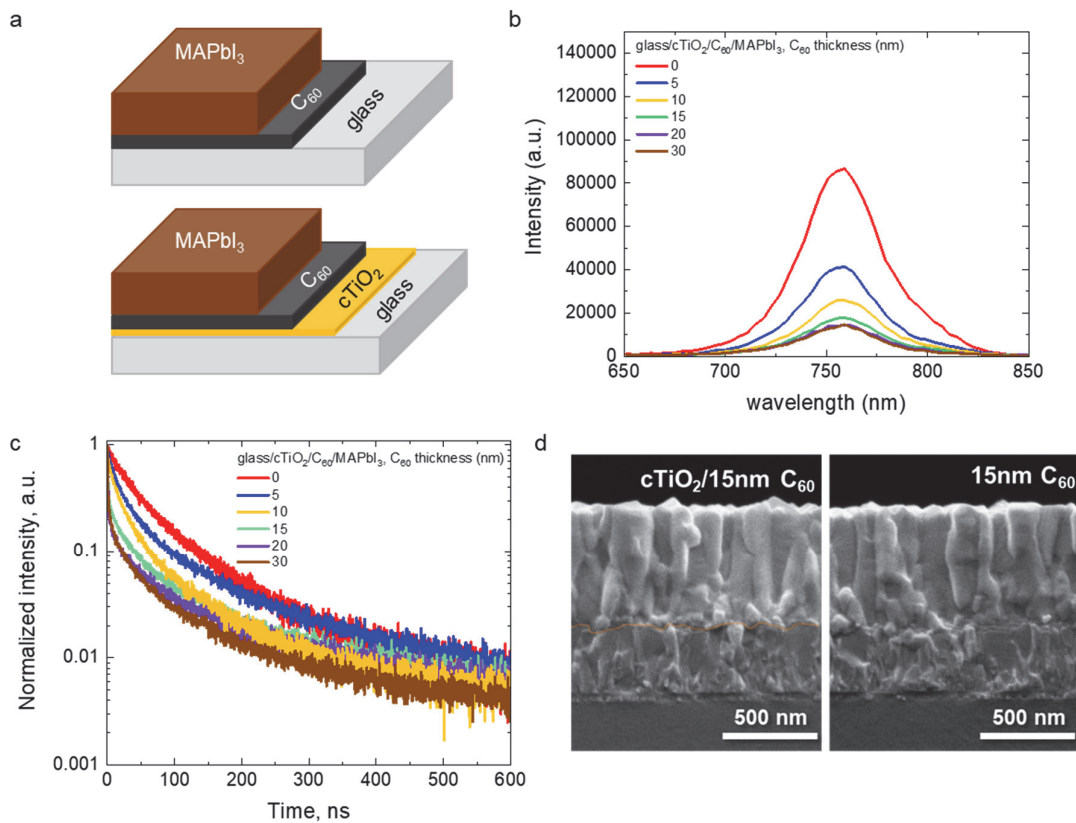 a
MAPbI₃
C₆₀
glass
MAPbI₃
C₆₀
cTiO₂
glass
b
glass/cTiO₂/C₆₀/MAPbI₃, C₆₀ thickness (nm)
0
5
10
15
20
30
140000
120000
100000
80000
60000
40000
20000
0
Intensity (a.u.)
650
700
750
800
850
wavelength (nm)
c
glass/cTiO₂/C₆₀/MAPbI₃, C₆₀ thickness (nm)
0
5
10
15
20
30
1
0.1
0.01
0.001
Normalized intensity, a.u.
0
100
200
300
400
500
600
Time, ns
d
cTiO₂/15nm C₆₀
500 nm
15nm C₆₀
500 nm